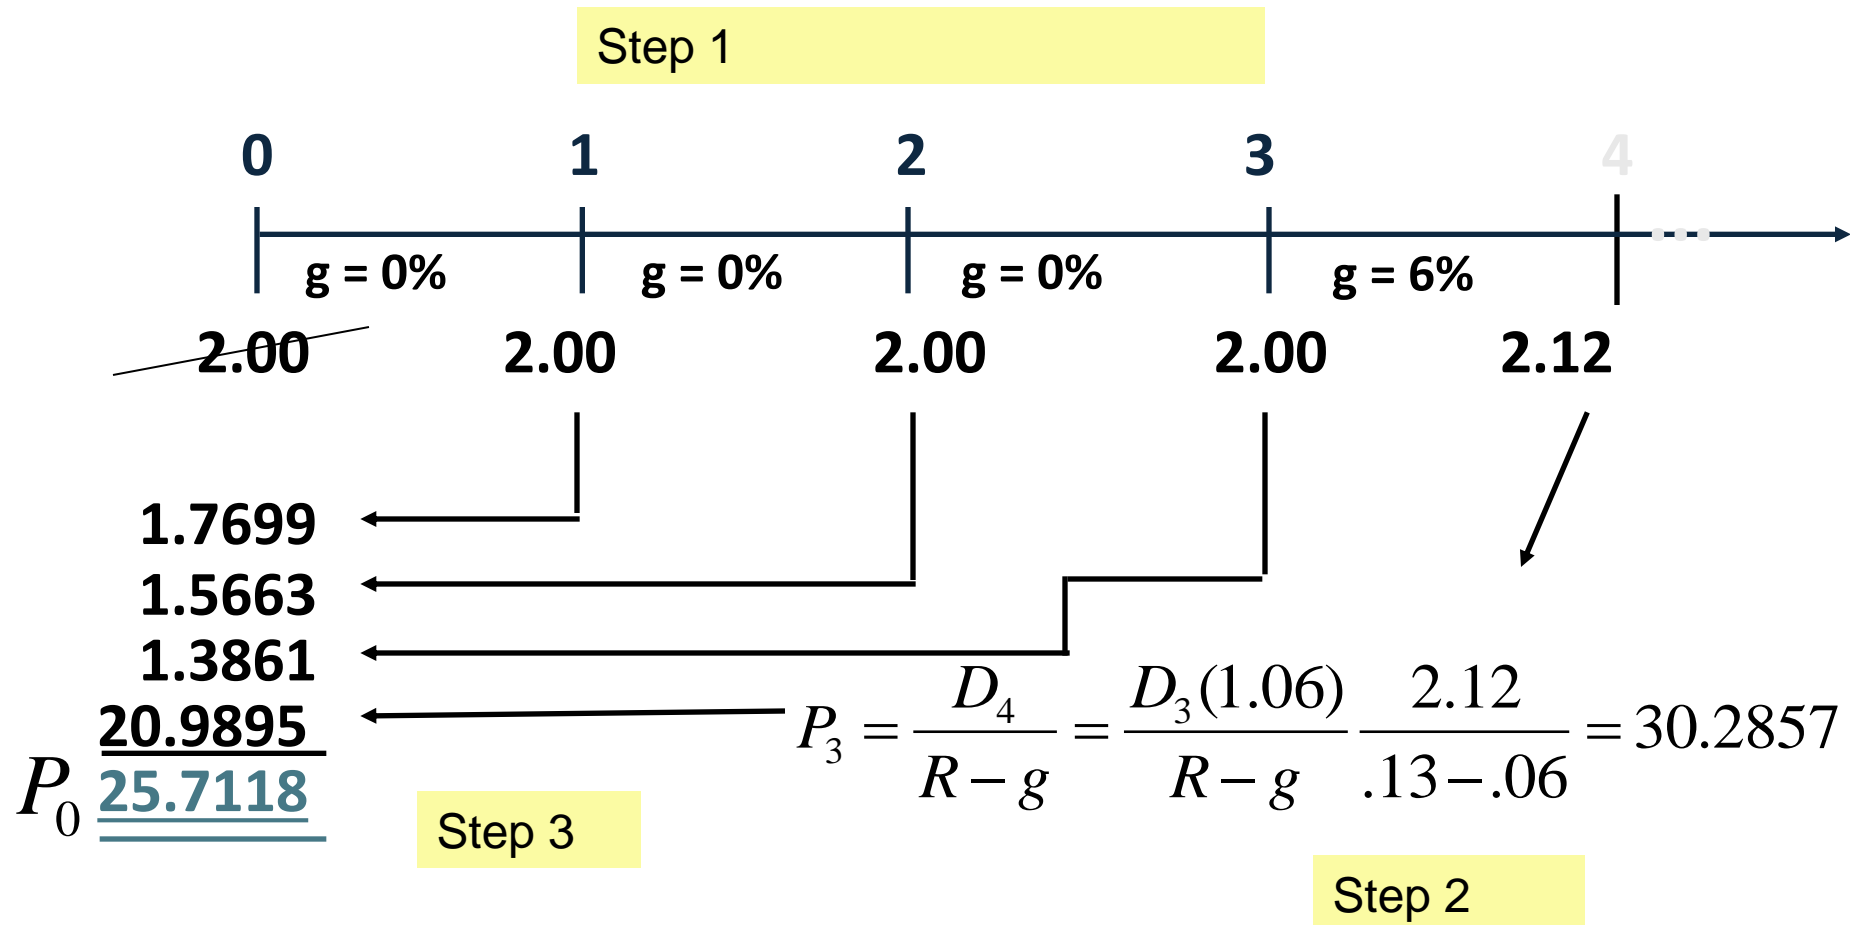 Step 1
0 1 2 3 4
g = 0% g = 0% g = 0% g = 6%
2.00 2.00 2.00 2.00 2.12
1.7699
1.5663
1.3861
20.9895
P₃ = D₄ / (R − g) = D₃(1.06) / (R − g) 2.12 / (.13 − .06) = 30.2857
P₀ 25.7118
Step 3
Step 2